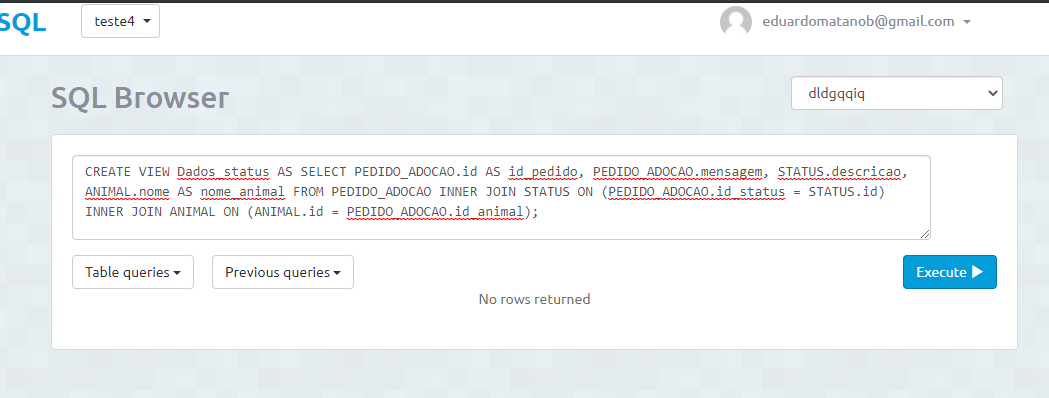 SQL teste4 eduardomatanob@gmail.com
SQL Browser dldgqqiq
CREATE VIEW Dados_status AS SELECT PEDIDO_ADOCAO.id AS id_pedido, PEDIDO_ADOCAO.mensagem, STATUS.descricao,
ANIMAL.nome AS nome_animal FROM PEDIDO_ADOCAO INNER JOIN STATUS ON (PEDIDO_ADOCAO.id_status = STATUS.id)
INNER JOIN ANIMAL ON (ANIMAL.id = PEDIDO_ADOCAO.id_animal);
Table queries Previous queries Execute
No rows returned